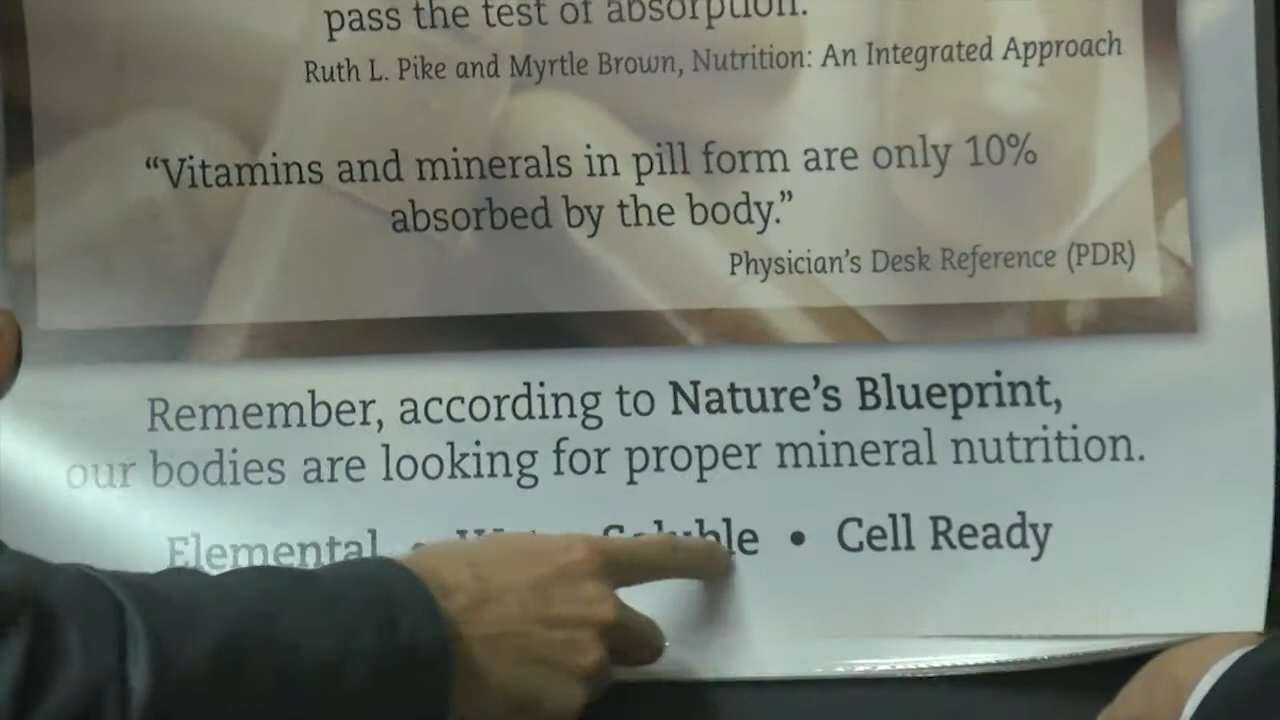 pass the test of absorption.
Ruth L. Pike and Myrtle Brown, Nutrition: An Integrated Approach
“Vitamins and minerals in pill form are only 10%
absorbed by the body.”
Physician’s Desk Reference (PDR)
Remember, according to Nature’s Blueprint,
our bodies are looking for proper mineral nutrition.
Elemental • Soluble • Cell Ready